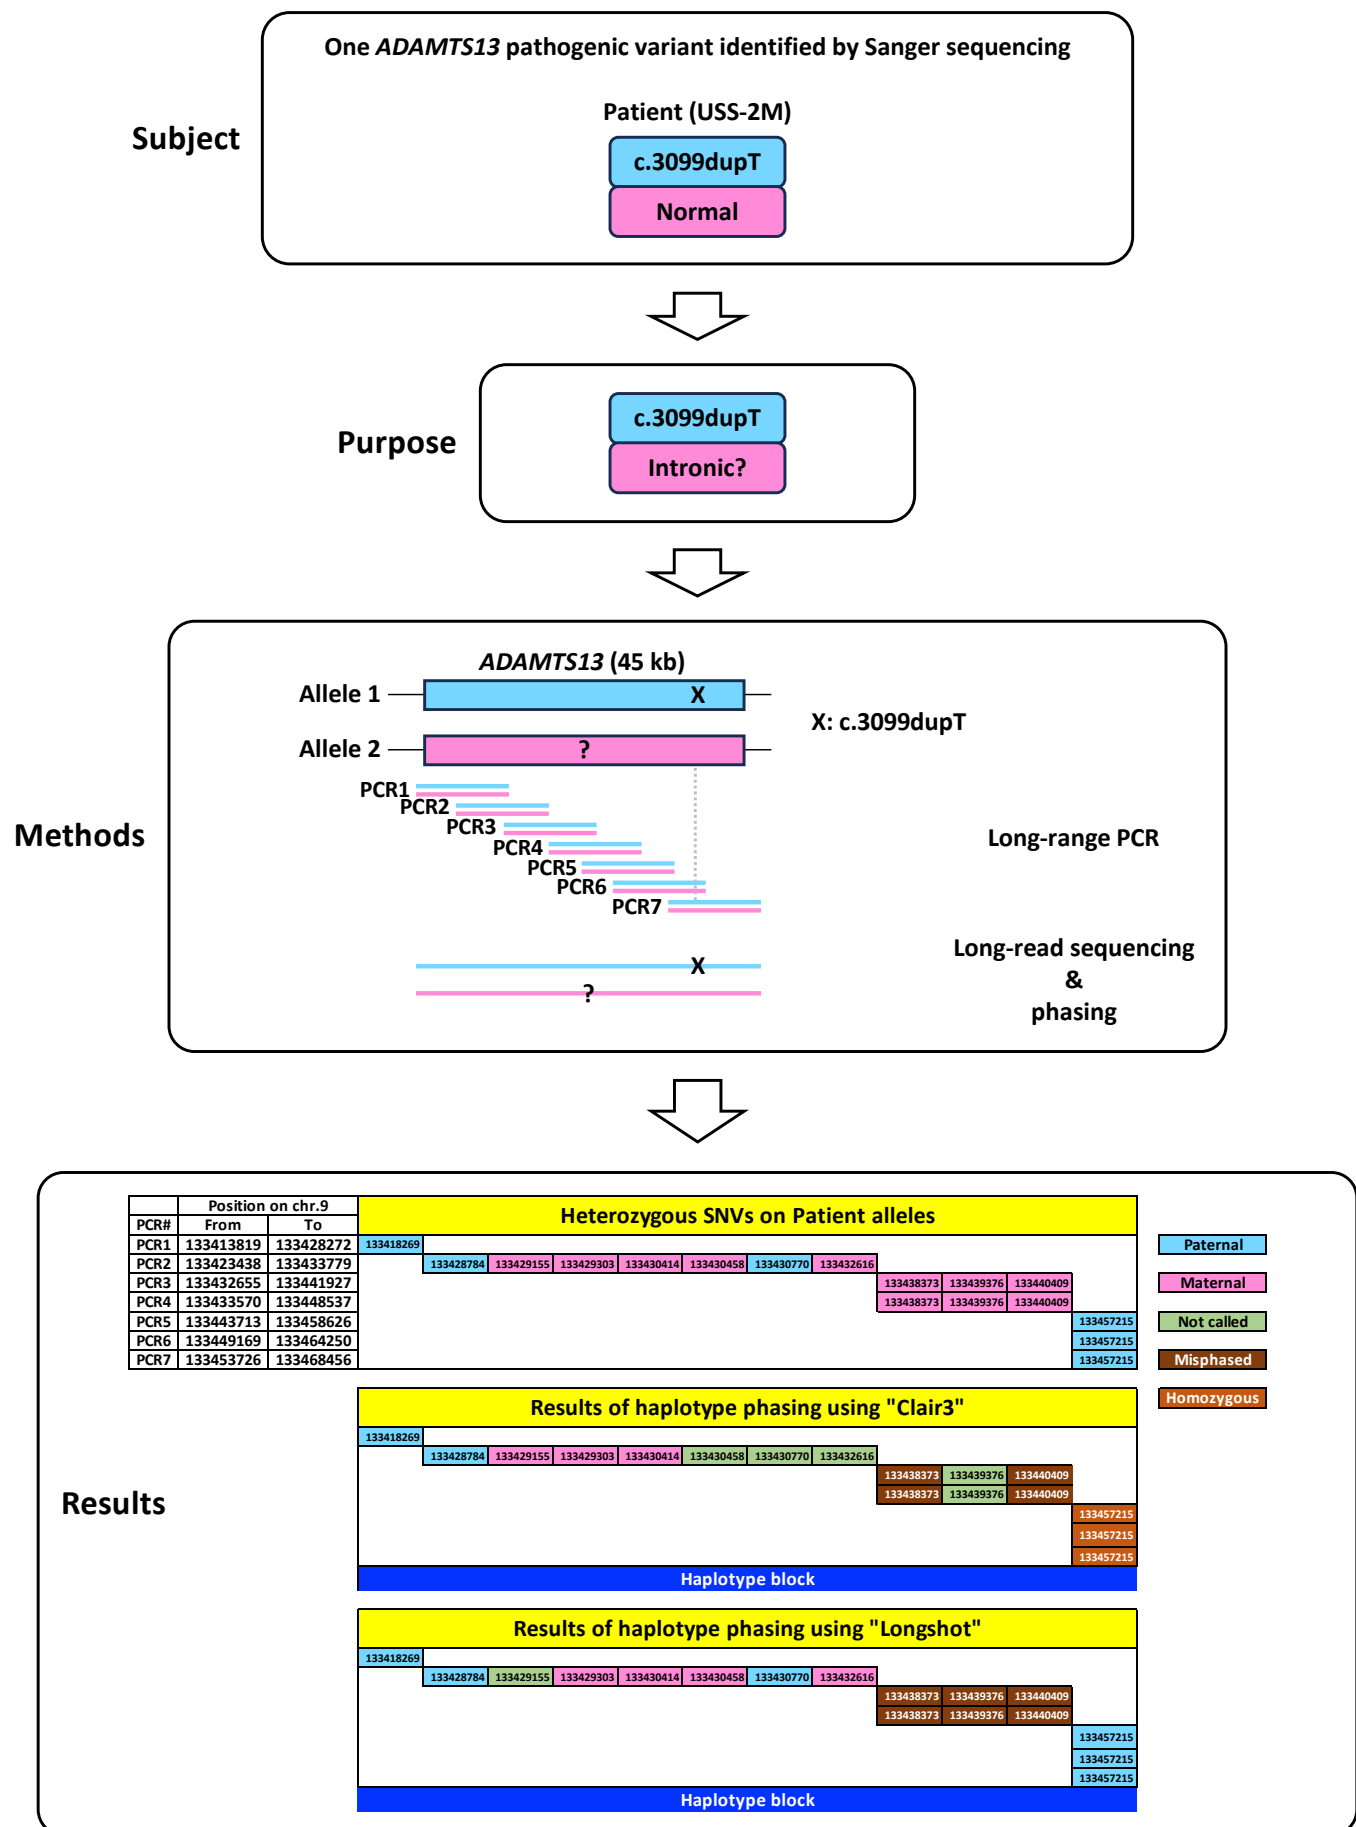 One ADAMTS13 pathogenic variant identified by Sanger sequencing
Subject
Patient (USS-2M)
c.3099dupT
Normal
Purpose
c.3099dupT
Intronic?
Methods
ADAMTS13 (45 kb)
Allele 1
X
X: c.3099dupT
Allele 2
?
PCR1
PCR2
PCR3
PCR4
PCR5
PCR6
PCR7
Long-range PCR
X
?
Long-read sequencing
&
phasing
Results
Position on chr.9
PCR# From To
PCR1 133413819 133428272
PCR2 133423438 133433779
PCR3 133432655 133441927
PCR4 133433570 133448537
PCR5 133443713 133458626
PCR6 133449169 133464250
PCR7 133453726 133468456
Heterozygous SNVs on Patient alleles
133418269
133428784 133429155 133429303 133430414 133430458 133430770 133432616
133438373 133439376 133440409
133438373 133439376 133440409
133457215
133457215
133457215
Paternal
Maternal
Not called
Misphased
Homozygous
Results of haplotype phasing using "Clair3"
133418269
133428784 133429155 133429303 133430414 133430458 133430770 133432616
133438373 133439376 133440409
133438373 133439376 133440409
133457215
133457215
133457215
Haplotype block
Results of haplotype phasing using "Longshot"
133418269
133428784 133429155 133429303 133430414 133430458 133430770 133432616
133438373 133439376 133440409
133438373 133439376 133440409
133457215
133457215
133457215
Haplotype block